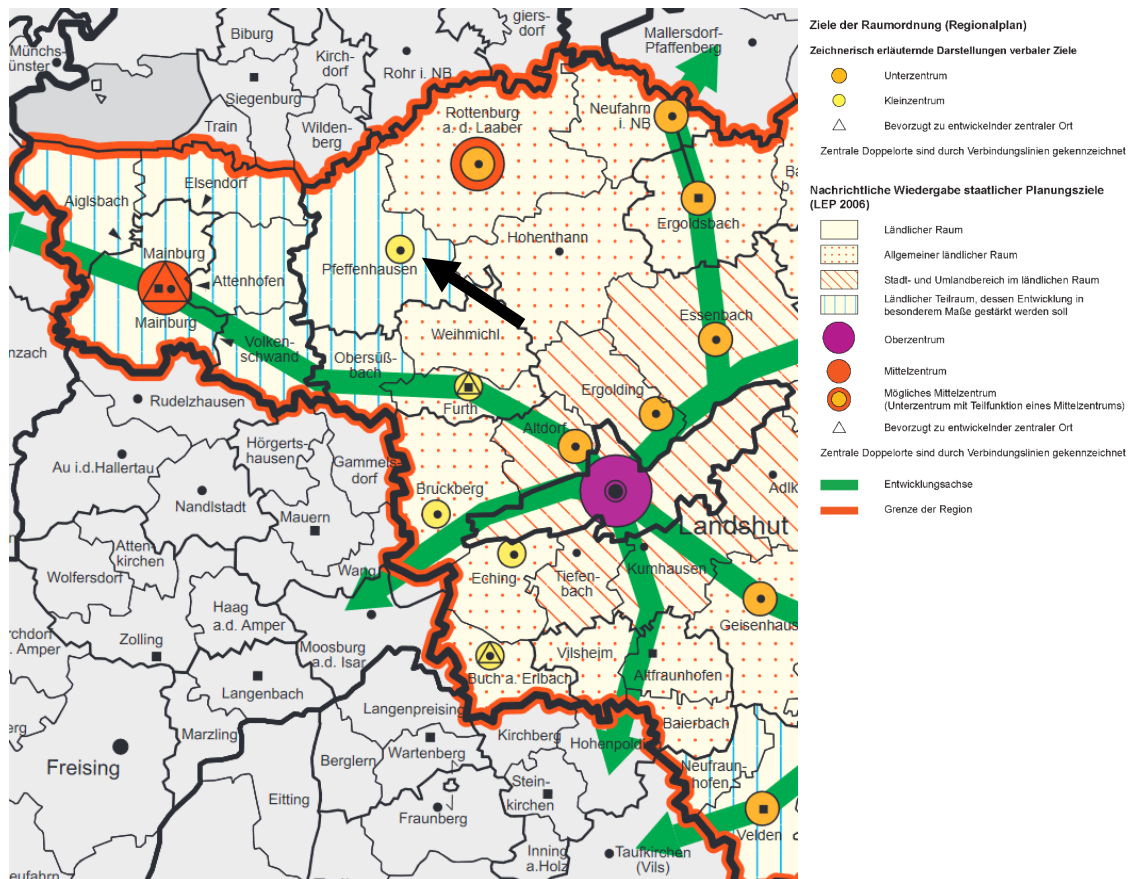 Münchs-
münster
Biburg
Kirch-
dorf
giers-
dorf
Mallersdorf-
Pfaffenberg
Rohr i. NB
Siegenburg
Train
Wilden-
berg
Rottenburg
a. d. Laaber
Neufahrn
i. NB
Elsendorf
Aiglsbach
Ergoldsbach
Hohenthann
Mainburg
Attenhofen
Mainburg
Pfeffenhausen
Volken-
schwand
Weihmichl
Essenbach
Obersüß-
bach
Furth
Ergolding
Altdorf
nzach
Rudelzhausen
Hörgerts-
hausen
Gammels-
dorf
Au i.d.Hallertau
Nandlstadt
Mauern
Bruckberg
Landshut
Adlk
Atten-
kirchen
Wolfersdorf
Wang
Eching
Tiefen-
bach
Kumhausen
Haag
a.d. Amper
Geisenhaus
rchdorf
. Amper
Zolling
Moosburg
a.d. Isar
Vilsheim
Buch a. Erlbach
Altfraunhofen
Langenbach
Langenpreising
Baierbach
erg
Marzling
Kirchberg
Hohenpold
Wartenberg
Berglern
Freising
Neufraun-
hofen
Stein-
kirchen
Eitting
Fraunberg
Velden
Inning
a.Holz
Taufkirchen
(Vils)
eufahrn
Ziele der Raumordnung (Regionalplan)
Zeichnerisch erläuternde Darstellungen verbaler Ziele
Unterzentrum
Kleinzentrum
Bevorzugt zu entwickelnder zentraler Ort
Zentrale Doppelorte sind durch Verbindungslinien gekennzeichnet
Nachrichtliche Wiedergabe staatlicher Planungsziele
(LEP 2006)
Ländlicher Raum
Allgemeiner ländlicher Raum
Stadt- und Umlandbereich im ländlichen Raum
Ländlicher Teilraum, dessen Entwicklung in
besonderem Maße gestärkt werden soll
Oberzentrum
Mittelzentrum
Mögliches Mittelzentrum
(Unterzentrum mit Teilfunktion eines Mittelzentrums)
Bevorzugt zu entwickelnder zentraler Ort
Zentrale Doppelorte sind durch Verbindungslinien gekennzeichnet
Entwicklungsachse
Grenze der Region